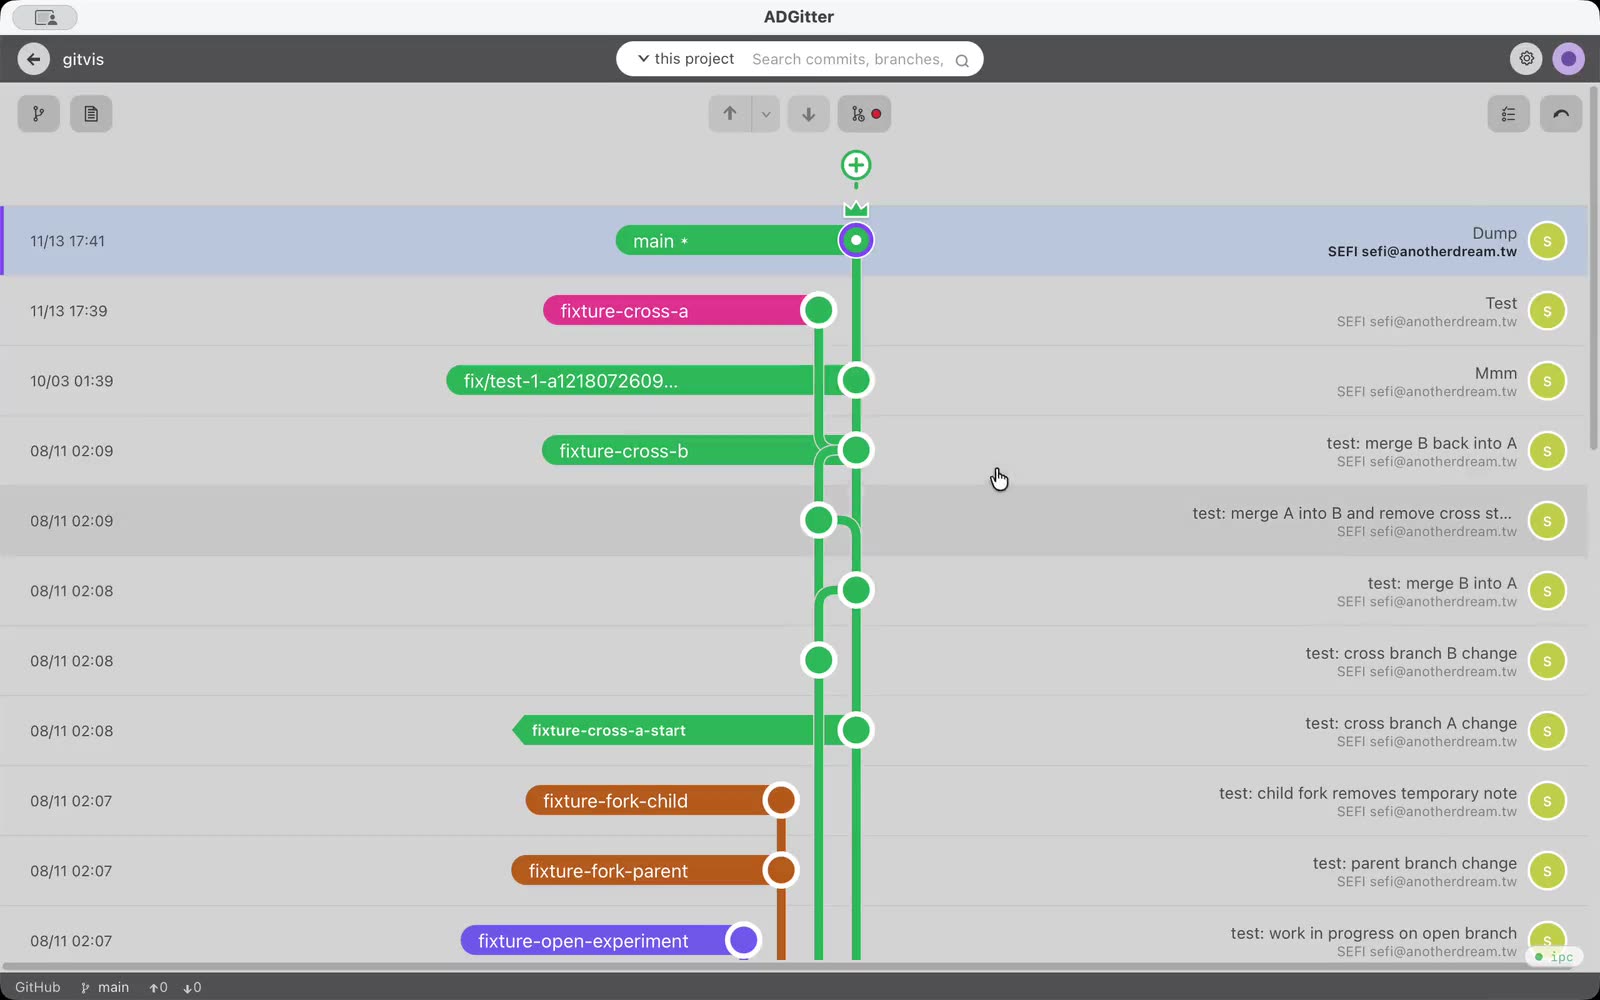 ADGitter
gitvis
this project
Search commits, branches,
11/13 17:41
main *
Dump
SEFI sefi@anotherdream.tw
S
11/13 17:39
fixture-cross-a
Test
SEFI sefi@anotherdream.tw
S
10/03 01:39
fix/test-1-a1218072609...
Mmm
SEFI sefi@anotherdream.tw
S
08/11 02:09
fixture-cross-b
test: merge B back into A
SEFI sefi@anotherdream.tw
S
08/11 02:09
test: merge A into B and remove cross st...
SEFI sefi@anotherdream.tw
S
08/11 02:08
test: merge B into A
SEFI sefi@anotherdream.tw
S
08/11 02:08
test: cross branch B change
SEFI sefi@anotherdream.tw
S
08/11 02:08
fixture-cross-a-start
test: cross branch A change
SEFI sefi@anotherdream.tw
S
08/11 02:07
fixture-fork-child
test: child fork removes temporary note
SEFI sefi@anotherdream.tw
S
08/11 02:07
fixture-fork-parent
test: parent branch change
SEFI sefi@anotherdream.tw
S
08/11 02:07
fixture-open-experiment
test: work in progress on open branch
SEFI sefi@anotherdream.tw
S
ipc
GitHub
main
↑0
↓0